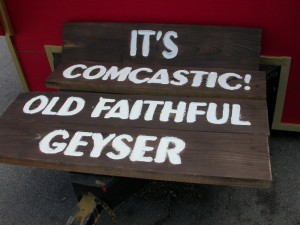 IT'S
COMCASTIC!
OLD FAITHFUL
GEYSER